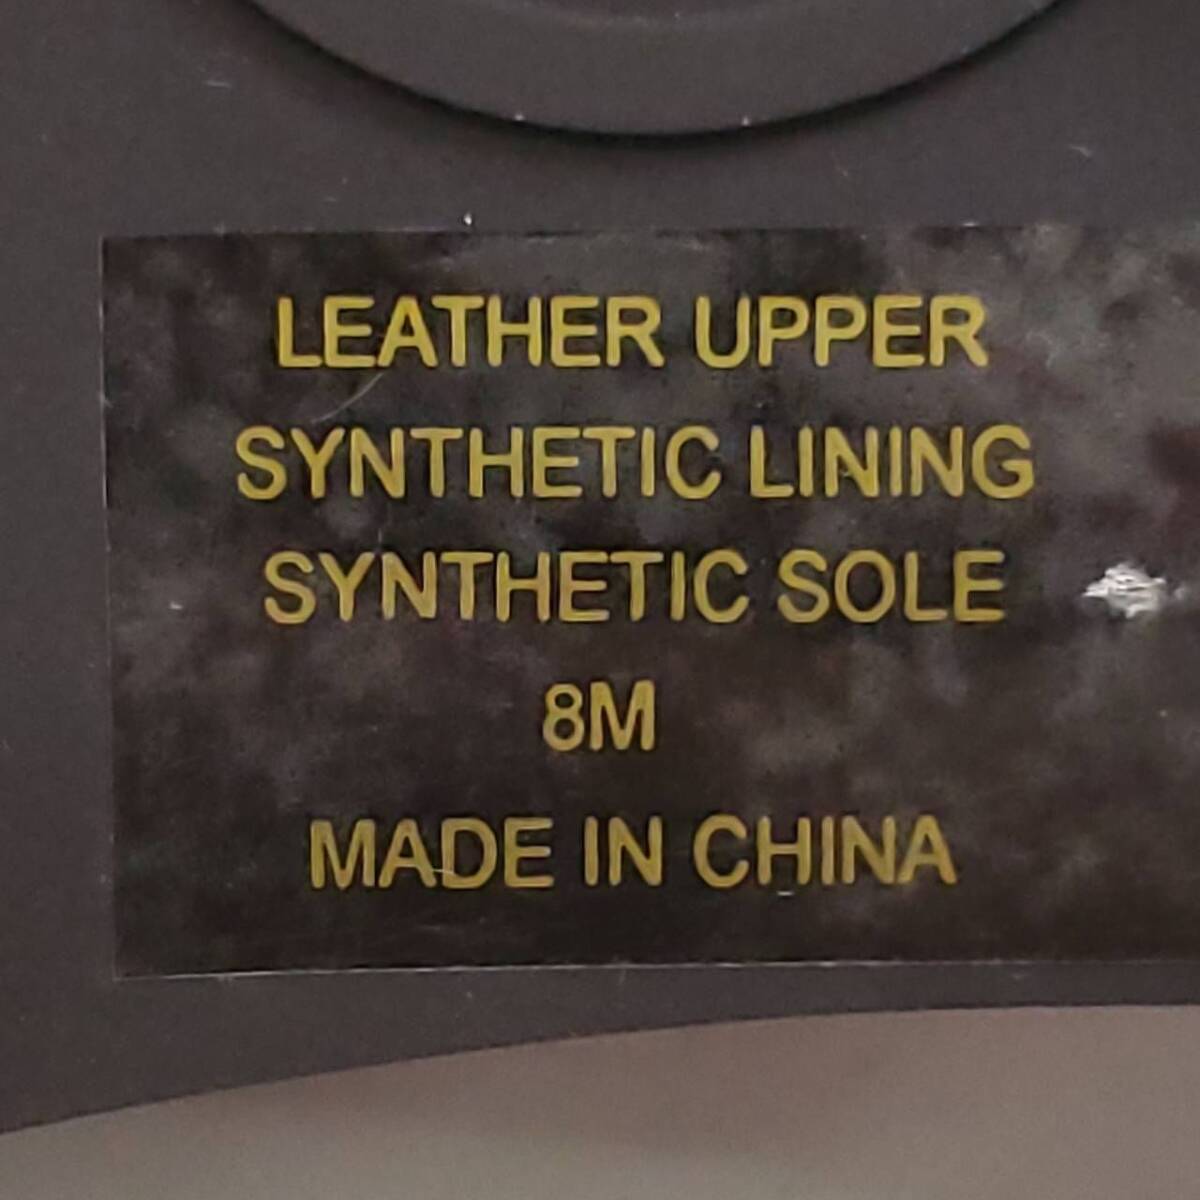 LEATHER UPPER
SYNTHETIC LINING
SYNTHETIC SOLE
8M
MADE IN CHINA